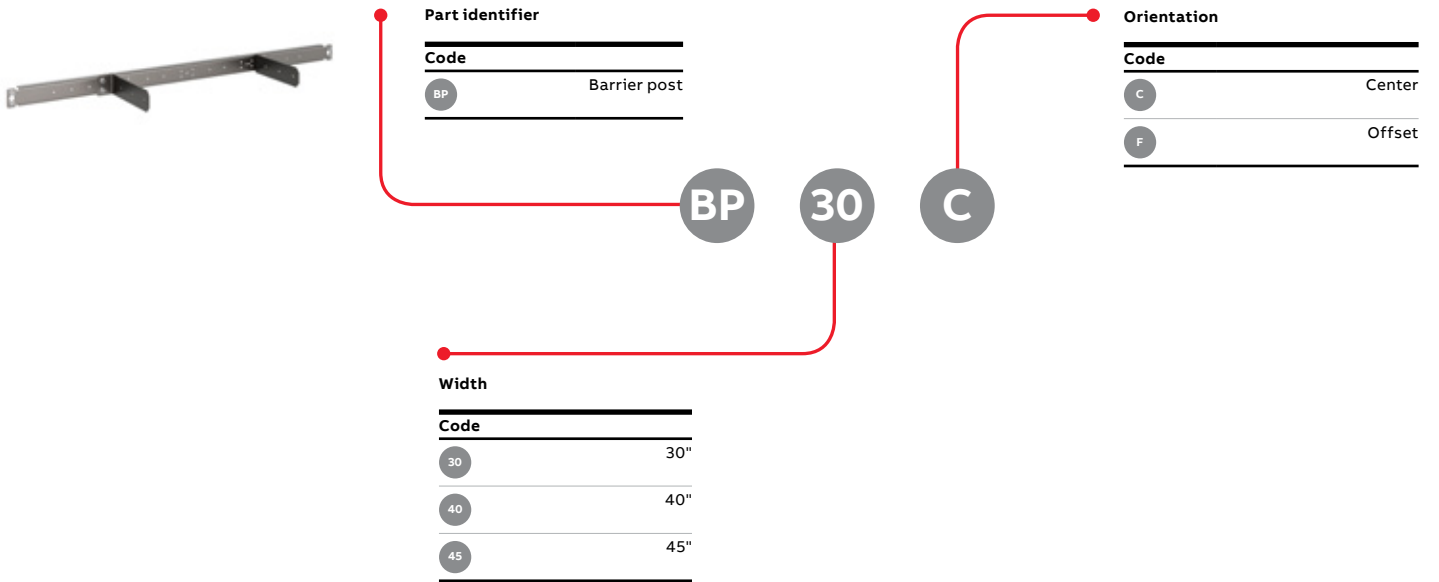 Part identifier
Code
BP Barrier post
Orientation
Code
C Center
F Offset
BP 30 C
Width
Code
30 30"
40 40"
45 45"